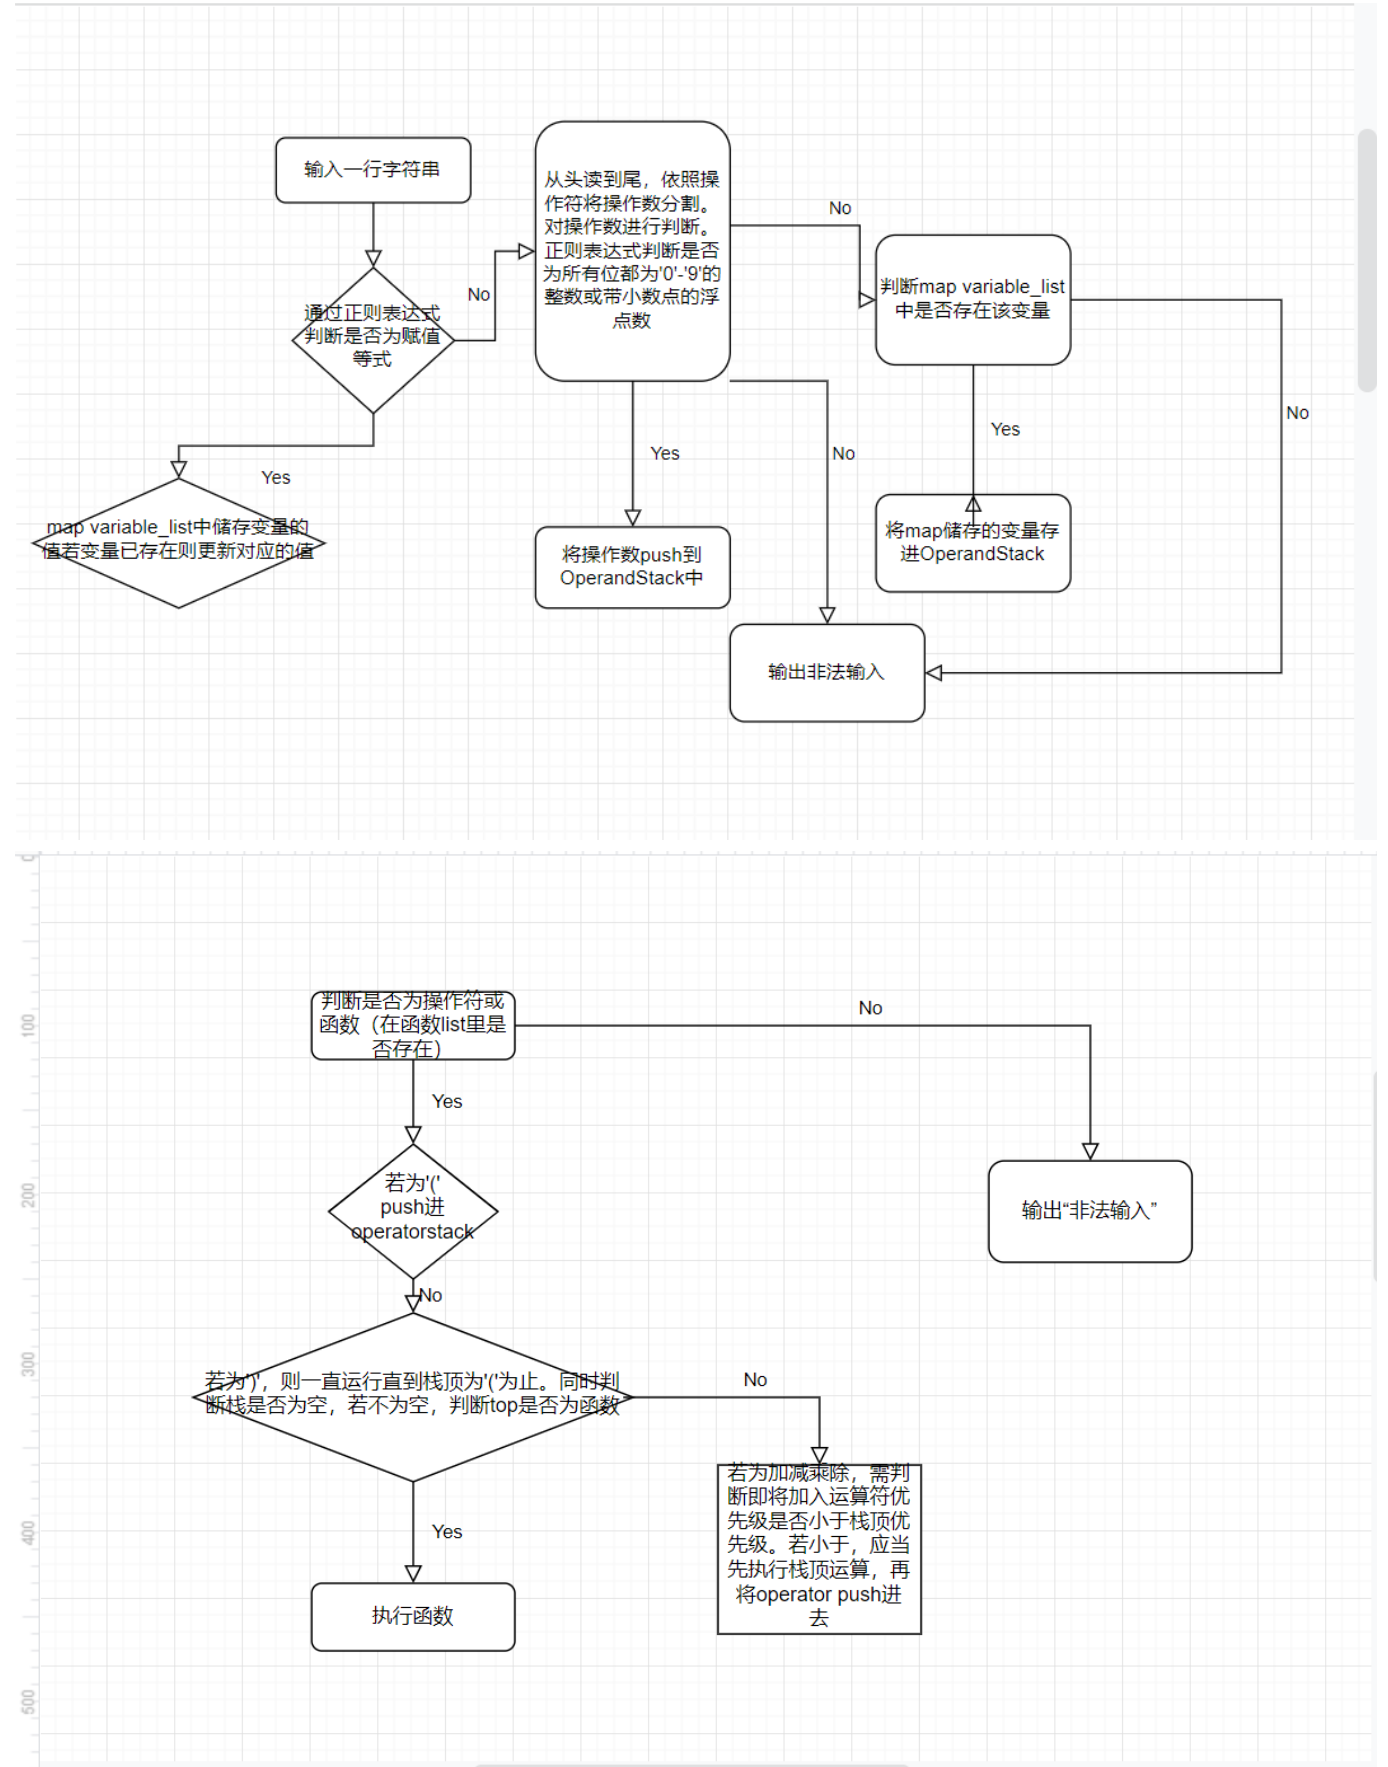 输入一行字符串
通过正则表达式
判断是否为赋值
等式
No
Yes
map variable_list中储存变量的
值若变量已存在则更新对应的值
从头读到尾，依照操
作符将操作数分割。
对操作数进行判断。
正则表达式判断是否
为所有位都为'0'-'9'的
整数或带小数点的浮
点数
No
判断map variable_list
中是否存在该变量
Yes
No
Yes
No
将操作数push到
OperandStack中
将map储存的变量存
进OperandStack
输出非法输入
0
100
200
300
400
500
判断是否为操作符或
函数（在函数list里是
否存在）
No
Yes
若为'('
push进
operatorstack
输出“非法输入”
No
若为')'，则一直运行直到栈顶为'('为止。同时判
断栈是否为空，若不为空，判断top是否为函数
No
Yes
若为加减乘除，需判
断即将加入运算符优
先级是否小于栈顶优
先级。若小于，应当
先执行栈顶运算，再
将operator push进
去
执行函数